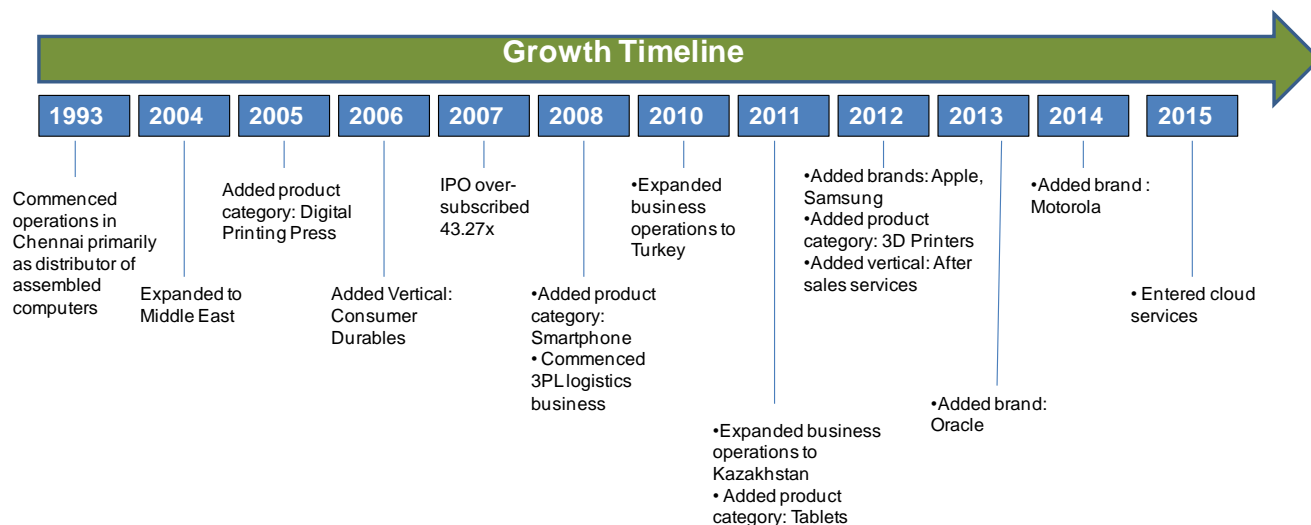 Growth Timeline
1993
2004
2005
2006
2007
2008
2010
2011
2012
2013
2014
2015
Commenced
operations in
Chennai primarily
as distributor of
assembled
computers
Expanded to
Middle East
Added product
category: Digital
Printing Press
Added Vertical:
Consumer
Durables
IPO over-
subscribed
43.27x
•Added product
category:
Smartphone
• Commenced
3PL logistics
business
•Expanded
business
operations to
Turkey
•Expanded business
operations to
Kazakhstan
• Added product
category: Tablets
•Added brands: Apple,
Samsung
•Added product
category: 3D Printers
•Added vertical: After
sales services
•Added brand:
Oracle
•Added brand :
Motorola
• Entered cloud
services